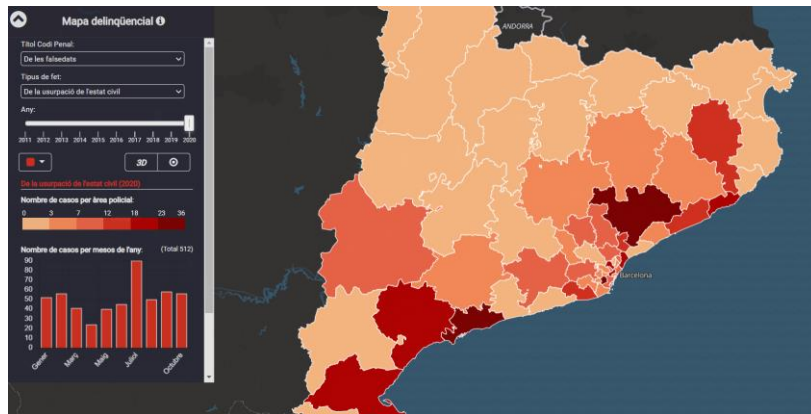 Mapa delinqüencial
Títol Codi Penal:
De les falsedats
Tipus de fet:
De la usurpació de l'estat civil
Any:
2011 2012 2013 2014 2015 2016 2017 2018 2019 2020
3D
De la usurpació de l'estat civil (2020)
Nombre de casos per àrea policial:
0 3 7 12 18 23 36
Nombre de casos per mesos de l'any: (Total 512)
90
80
70
60
50
40
30
20
10
0
Gener
Març
Maig
Juliol
Octubre
ANDORRA
Barcelona